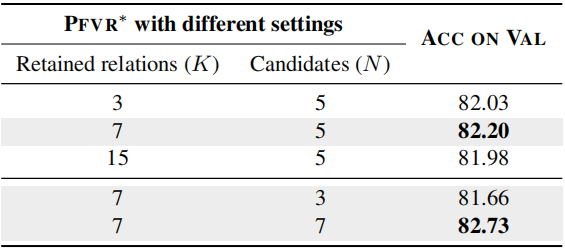 PFVR* with different settings
ACC ON VAL
Retained relations (K) Candidates (N)
3 5 82.03
7 5 82.20
15 5 81.98
7 3 81.66
7 7 82.73